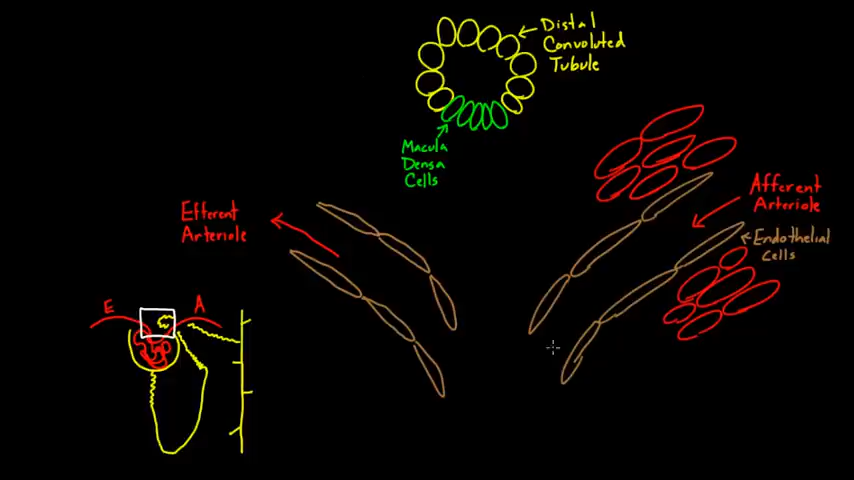 Distal
Convoluted
Tubule
Macula
Densa
Cells
Afferent
Arteriole
Endothelial
Cells
Efferent
Arteriole
E
A